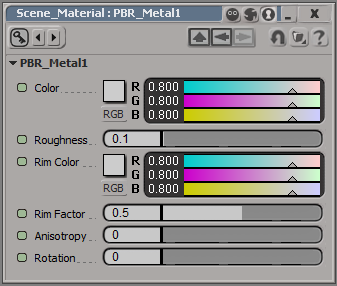 Scene_Material : PBR_Metal1
_ X
?
PBR_Metal1
Color R 0.800
G 0.800
RGB B 0.800
Roughness 0.1
Rim Color R 0.800
G 0.800
RGB B 0.800
Rim Factor 0.5
Anisotropy 0
Rotation 0